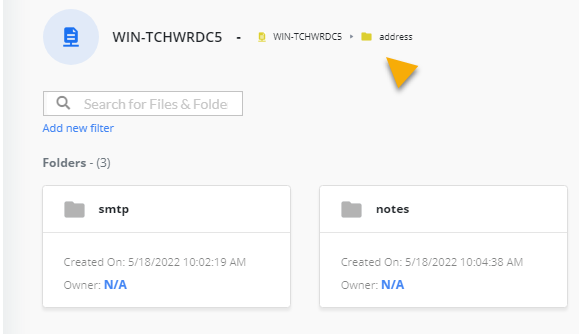 WIN-TCHWRDC5 - WIN-TCHWRDC5 address
Search for Files & Folde
Add new filter
Folders - (3)
smtp
notes
Created On: 5/18/2022 10:02:19 AM
Owner: N/A
Created On: 5/18/2022 10:04:38 AM
Owner: N/A